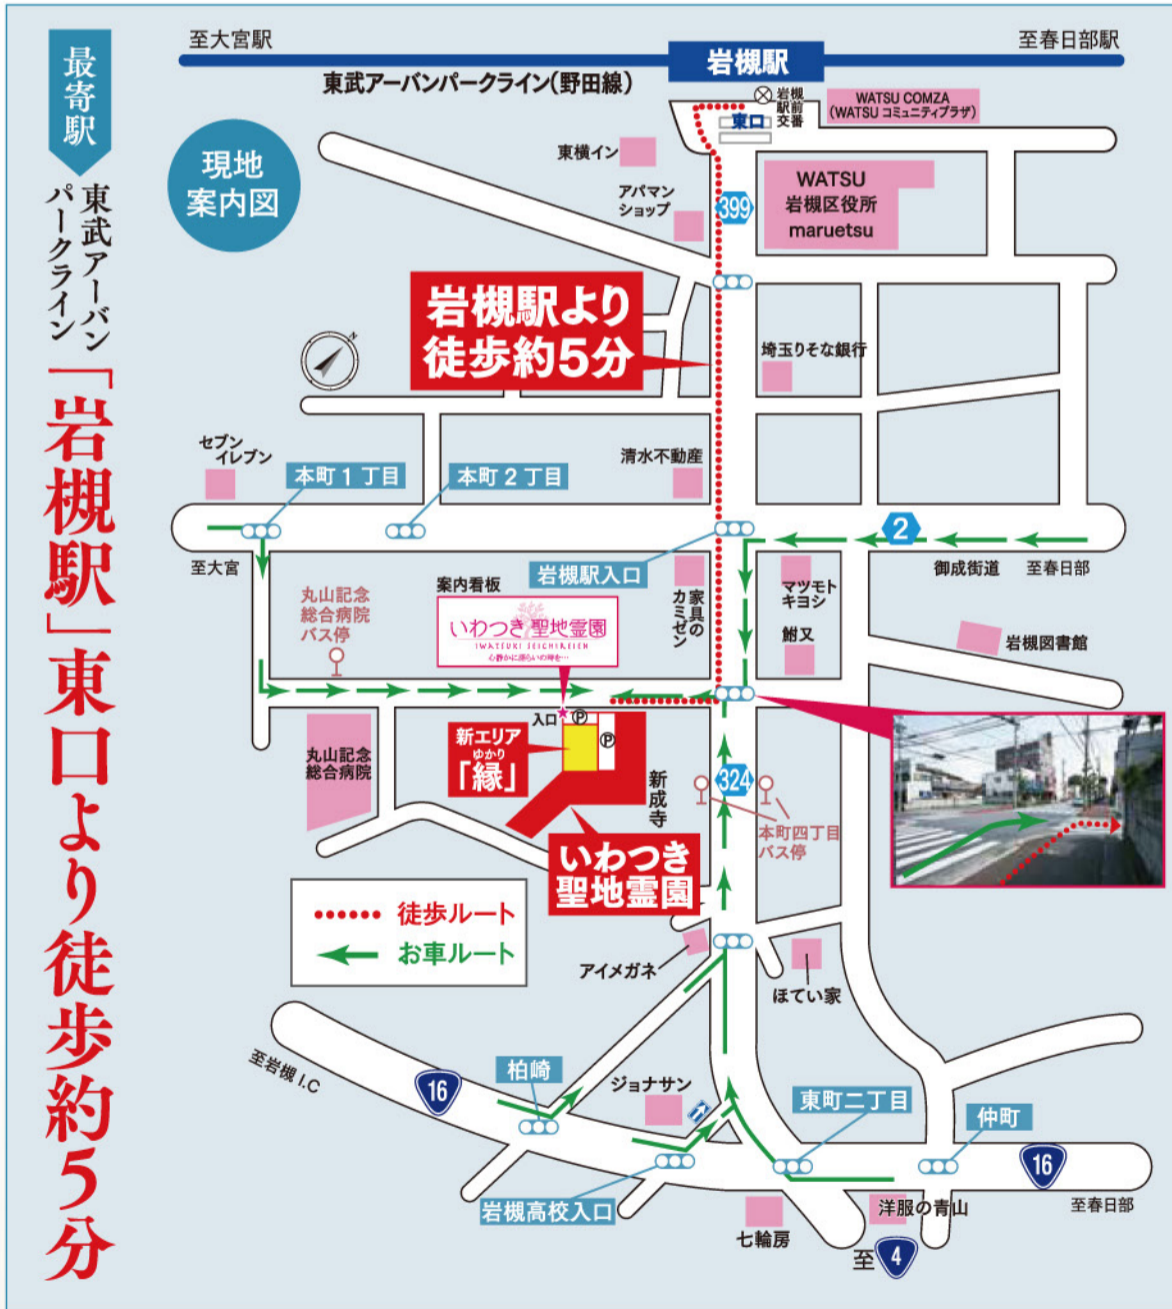 最寄駅
東武アーバン
パークライン
「岩槻駅」東口より徒歩約5分
至大宮駅
岩槻駅
至春日部駅
東武アーバンパークライン(野田線)
現地
案内図
岩槻
駅前
交番
東口
WATSU COMZA
(WATSU コミュニティプラザ)
東横イン
アパマン
ショップ
399
WATSU
岩槻区役所
maruetsu
岩槻駅より
徒歩約5分
N
埼玉りそな銀行
セブン
イレブン
本町1丁目
本町2丁目
清水不動産
2
至大宮
岩槻駅入口
御成街道
至春日部
丸山記念
総合病院
バス停
案内看板
いわつき 聖地霊園
IWATSUKI SEICHIREIEN
心静かに語らいの時を…
家具の
カミゼン
マツモト
キヨシ
鮒又
岩槻図書館
入口
P
P
新エリア
ゆかり
「縁」
丸山記念
総合病院
新成寺
324
本町四丁目
バス停
いわつき
聖地霊園
徒歩ルート
お車ルート
アイメガネ
ほてい家
至岩槻I.C
16
柏崎
ジョナサン
東町二丁目
仲町
16
岩槻高校入口
七輪房
洋服の青山
至春日部
至4